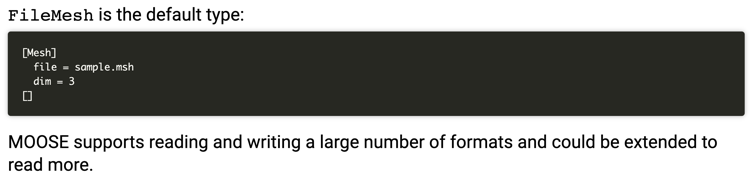 FileMesh is the default type:
[Mesh]
  file = sample.msh
  dim = 3
[]
MOOSE supports reading and writing a large number of formats and could be extended to
read more.